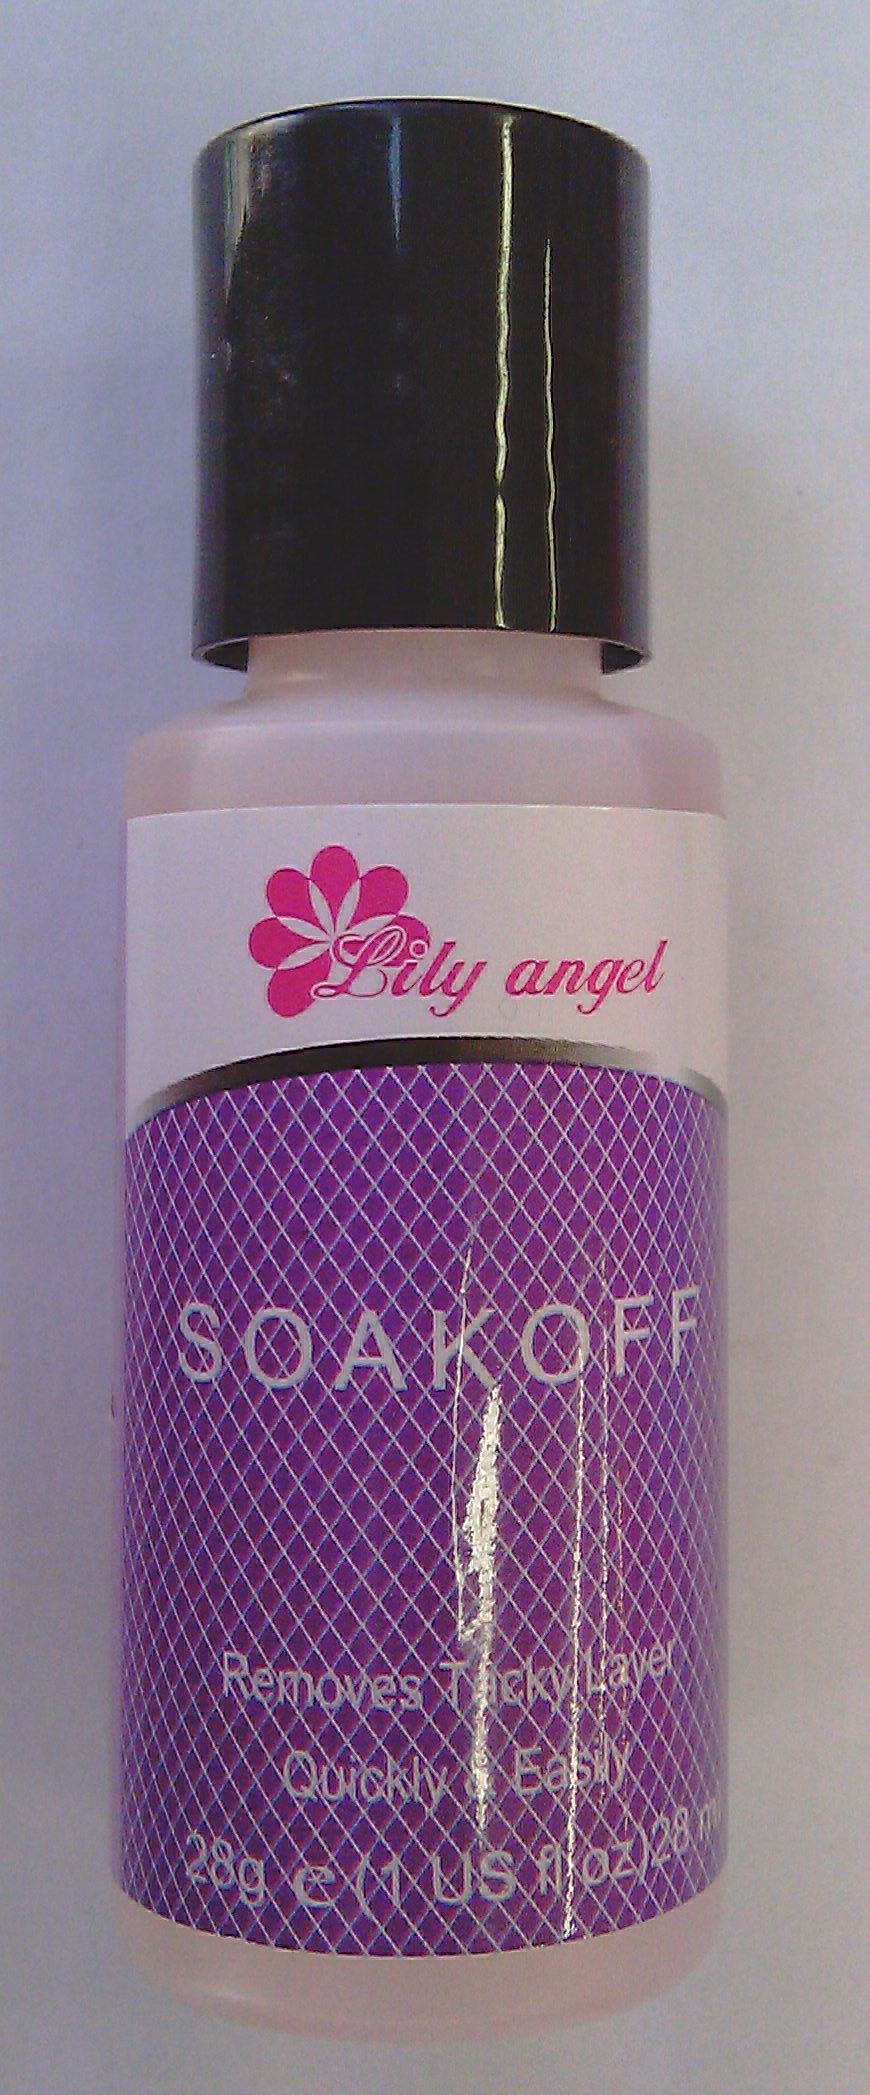 Lily angel
SOAKOFF
Removes Tacky Layer
Quickly & Easily
28g e (1 US fl oz) 28 ml